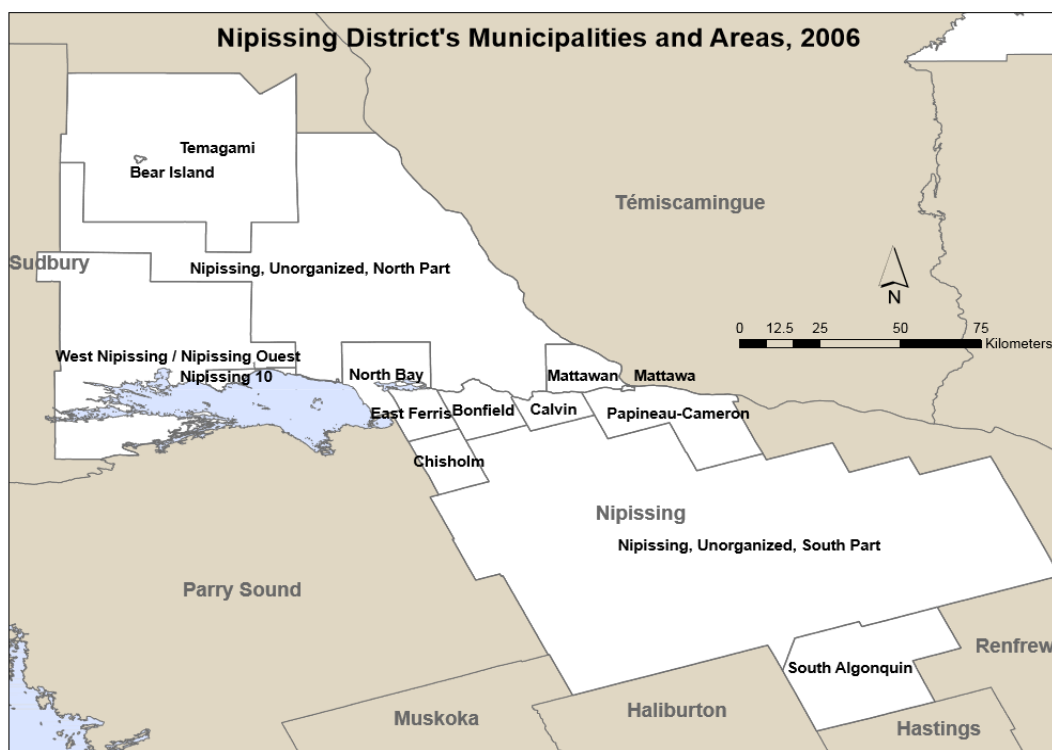 Nipissing District's Municipalities and Areas, 2006
Temagami
Bear Island
Témiscamingue
Sudbury
Nipissing, Unorganized, North Part
N
0 12.5 25 50 75
Kilometers
West Nipissing / Nipissing Ouest
Nipissing 10
North Bay
Mattawan
Mattawa
East Ferris
Bonfield
Calvin
Papineau-Cameron
Chisholm
Nipissing
Nipissing, Unorganized, South Part
Parry Sound
South Algonquin
Renfrew
Muskoka
Haliburton
Hastings